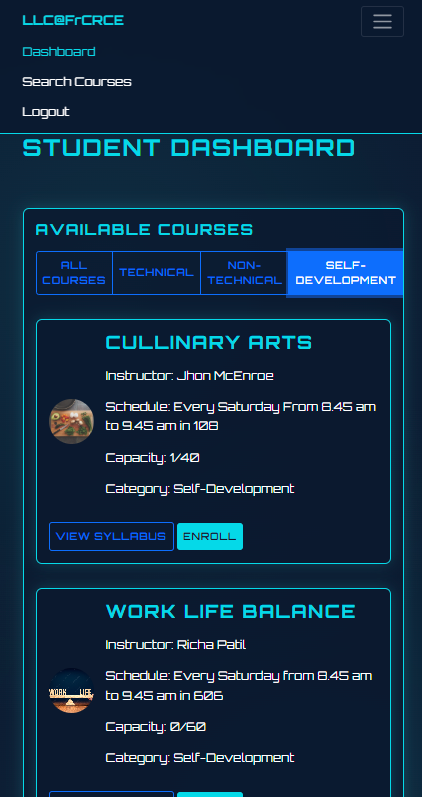 LLC@FrCRCE
Dashboard
Search Courses
Logout
STUDENT DASHBOARD
AVAILABLE COURSES
ALL COURSES
TECHNICAL
NON-TECHNICAL
SELF-DEVELOPMENT
CULLINARY ARTS
Instructor: Jhon McEnroe
Schedule: Every Saturday From 8.45 am
to 9.45 am in 108
Capacity: 1/40
Category: Self-Development
VIEW SYLLABUS
ENROLL
WORK LIFE BALANCE
Instructor: Richa Patil
WORK LIFE
Schedule: Every Saturday from 8.45 am
to 9.45 am in 606
Capacity: 0/60
Category: Self-Development